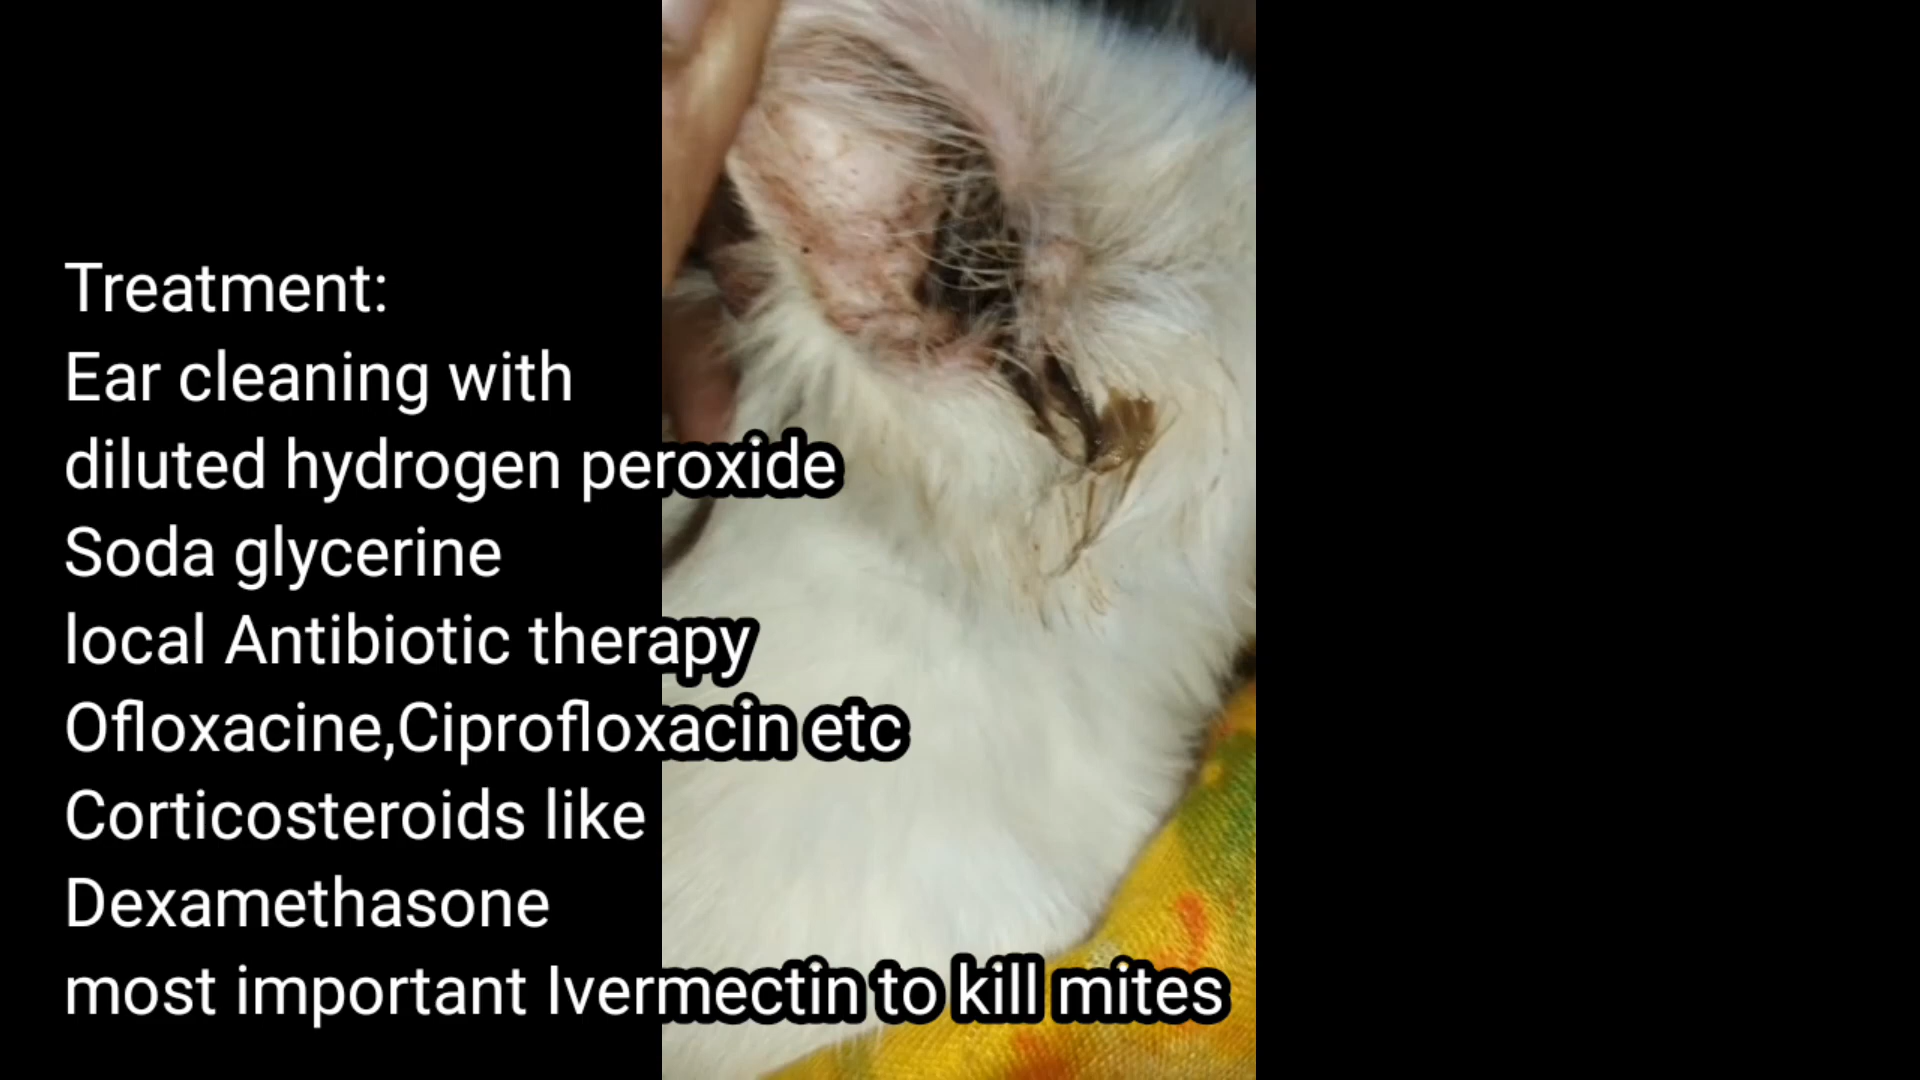 Treatment:
Ear cleaning with
diluted hydrogen peroxide
Soda glycerine
local Antibiotic therapy
Ofloxacine,Ciprofloxacin etc
Corticosteroids like
Dexamethasone
most important Ivermectin to kill mites